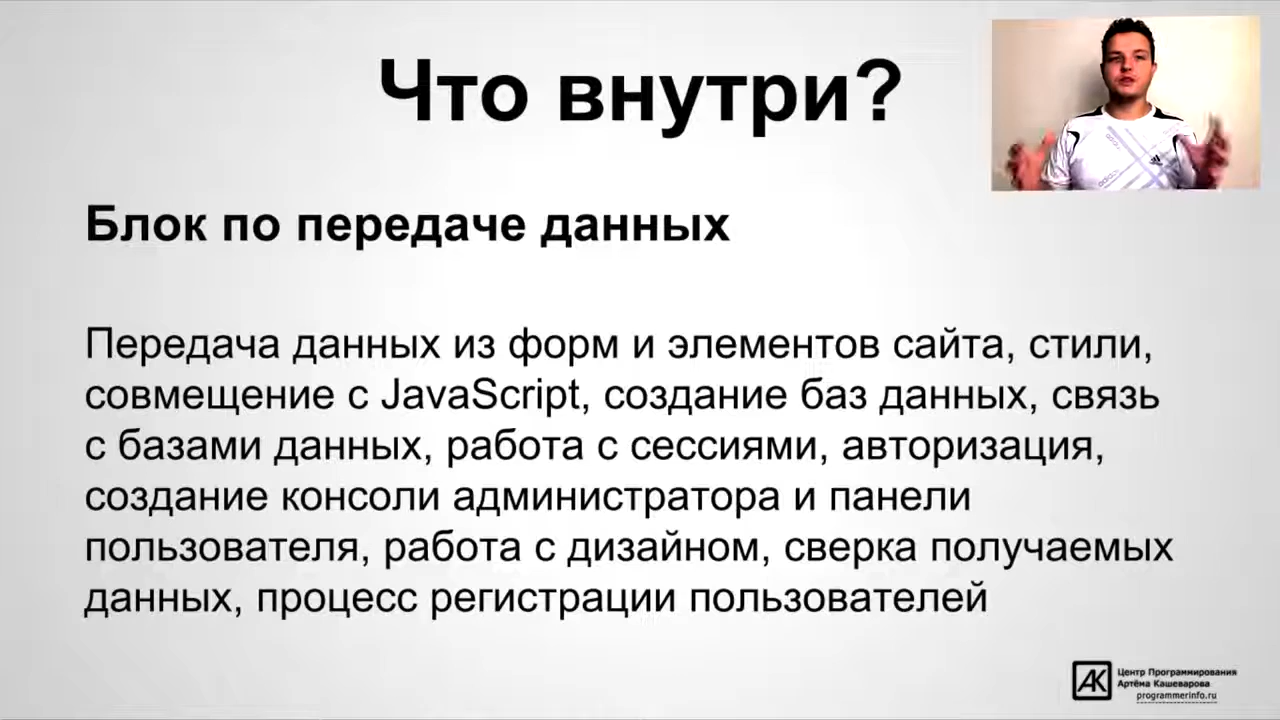 Что внутри?
Блок по передаче данных
Передача данных из форм и элементов сайта, стили,
совмещение с JavaScript, создание баз данных, связь
с базами данных, работа с сессиями, авторизация,
создание консоли администратора и панели
пользователя, работа с дизайном, сверка получаемых
данных, процесс регистрации пользователей
АК
Центр Программирования
Артёма Кашеварова
programmerinfo.ru